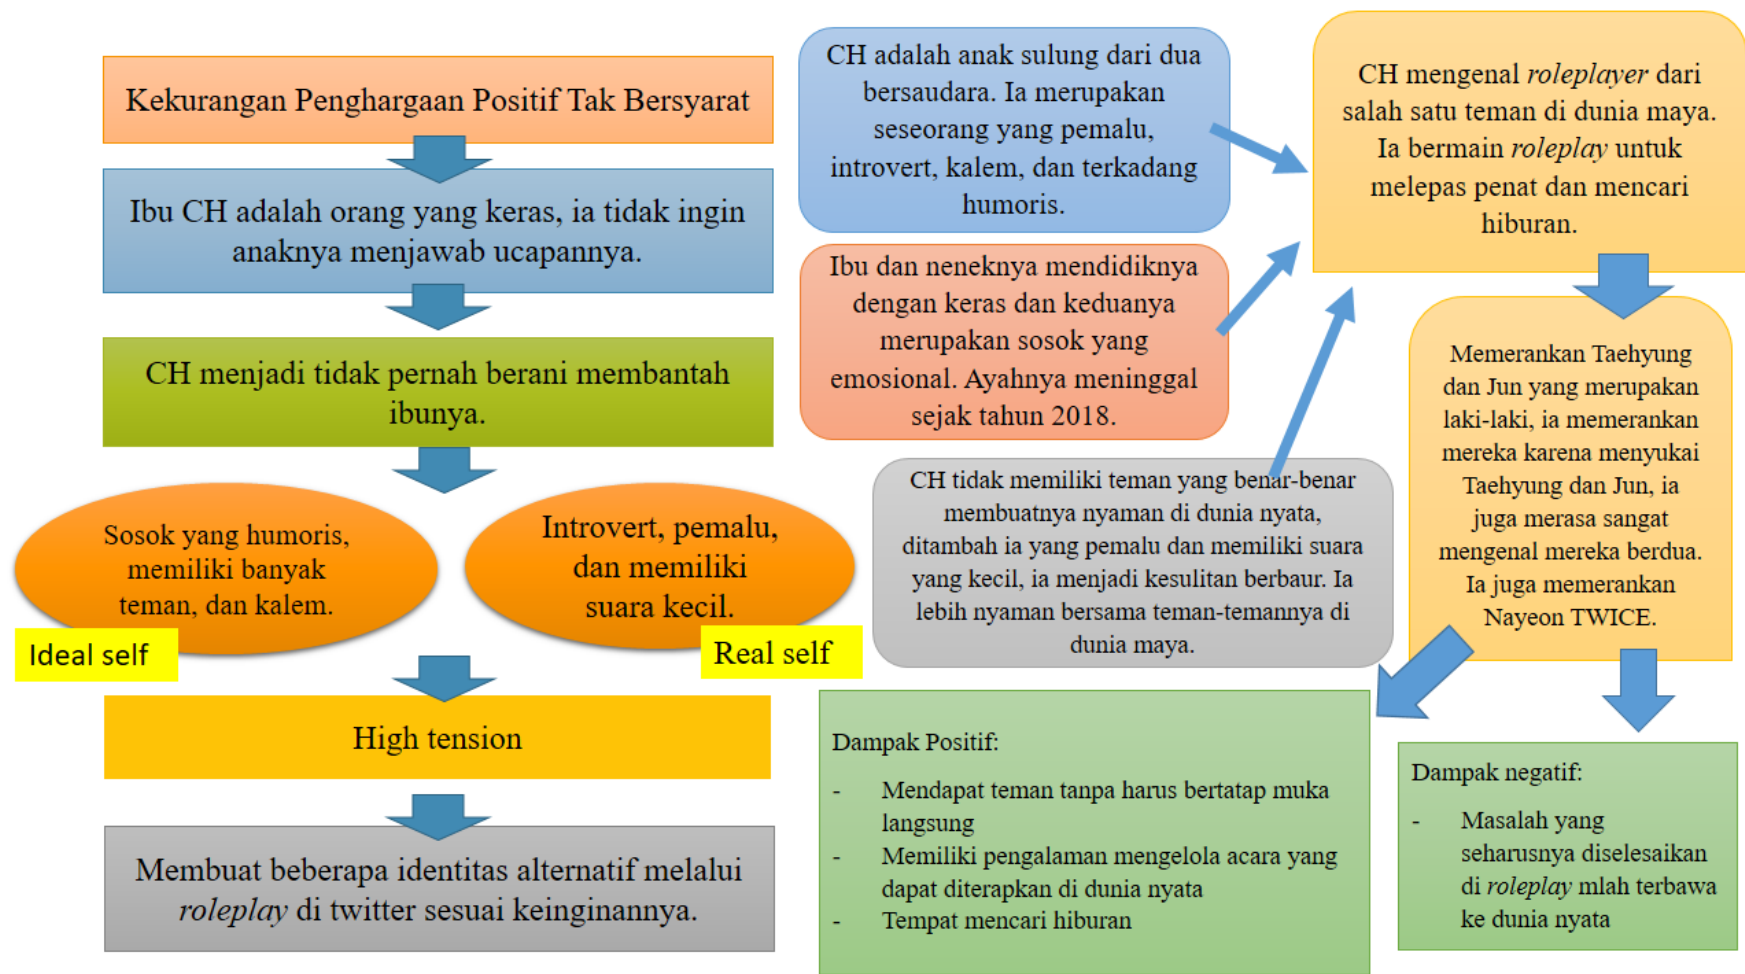 Kekurangan Penghargaan Positif Tak Bersyarat
Ibu CH adalah orang yang keras, ia tidak ingin
anaknya menjawab ucapannya.
CH menjadi tidak pernah berani membantah
ibunya.
Sosok yang humoris,
memiliki banyak
teman, dan kalem.
Ideal self
Introvert, pemalu,
dan memiliki
suara kecil.
Real self
High tension
Membuat beberapa identitas alternatif melalui
roleplay di twitter sesuai keinginannya.
CH adalah anak sulung dari dua
bersaudara. Ia merupakan
seseorang yang pemalu,
introvert, kalem, dan terkadang
humoris.
Ibu dan neneknya mendidiknya
dengan keras dan keduanya
merupakan sosok yang
emosional. Ayahnya meninggal
sejak tahun 2018.
CH tidak memiliki teman yang benar-benar
membuatnya nyaman di dunia nyata,
ditambah ia yang pemalu dan memiliki suara
yang kecil, ia menjadi kesulitan berbaur. Ia
lebih nyaman bersama teman-temannya di
dunia maya.
CH mengenal roleplayer dari
salah satu teman di dunia maya.
Ia bermain roleplay untuk
melepas penat dan mencari
hiburan.
Memerankan Taehyung
dan Jun yang merupakan
laki-laki, ia memerankan
mereka karena menyukai
Taehyung dan Jun, ia
juga merasa sangat
mengenal mereka berdua.
Ia juga memerankan
Nayeon TWICE.
Dampak Positif:
- Mendapat teman tanpa harus bertatap muka
langsung
- Memiliki pengalaman mengelola acara yang
dapat diterapkan di dunia nyata
- Tempat mencari hiburan
Dampak negatif:
- Masalah yang
seharusnya diselesaikan
di roleplay mlah terbawa
ke dunia nyata